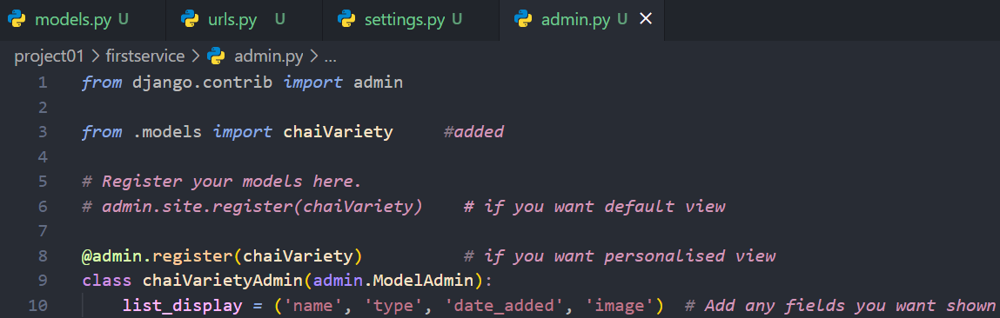 models.py U urls.py U settings.py U admin.py U ×
project01 > firstservice > admin.py > ...
1 from django.contrib import admin
2
3 from .models import chaiVariety #added
4
5 # Register your models here.
6 # admin.site.register(chaiVariety) # if you want default view
7
8 @admin.register(chaiVariety) # if you want personalised view
9 class chaiVarietyAdmin(admin.ModelAdmin):
10 list_display = ('name', 'type', 'date_added', 'image') # Add any fields you want shown